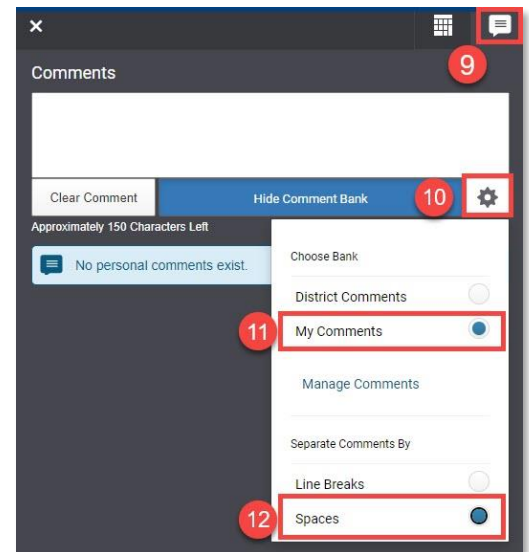 ×
9
Comments
Clear Comment Hide Comment Bank 10
Approximately 150 Characters Left
No personal comments exist.
Choose Bank
District Comments
11 My Comments
Manage Comments
Separate Comments By
Line Breaks
12 Spaces